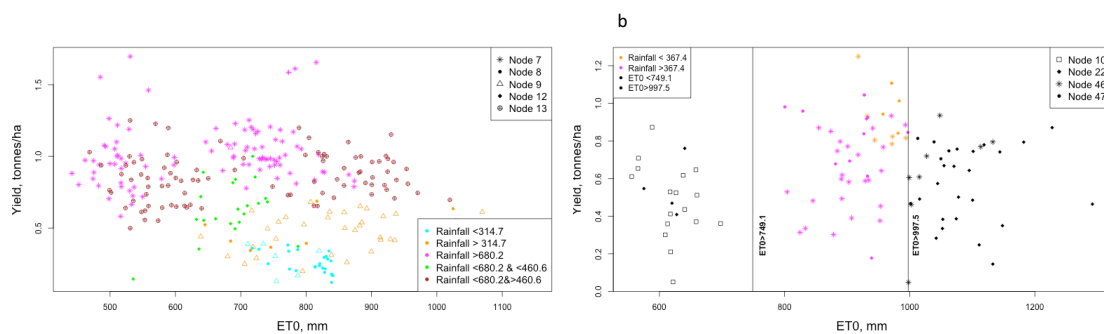 b
Yield, tonnes/ha
1.5
1.0
0.5
Node 7
Node 8
Node 9
Node 12
Node 13
Rainfall <314.7
Rainfall > 314.7
Rainfall >680.2
Rainfall <680.2 & <460.6
Rainfall <680.2&>460.6
500 600 700 800 900 1000 1100
ET0, mm
Yield, tonnes/ha
1.2
1.0
0.8
0.6
0.4
0.2
0.0
Rainfall < 367.4
Rainfall >367.4
ET0 <749.1
ET0>997.5
Node 10
Node 22
Node 46
Node 47
ET0>749.1
ET0>997.5
600 800 1000 1200
ET0, mm